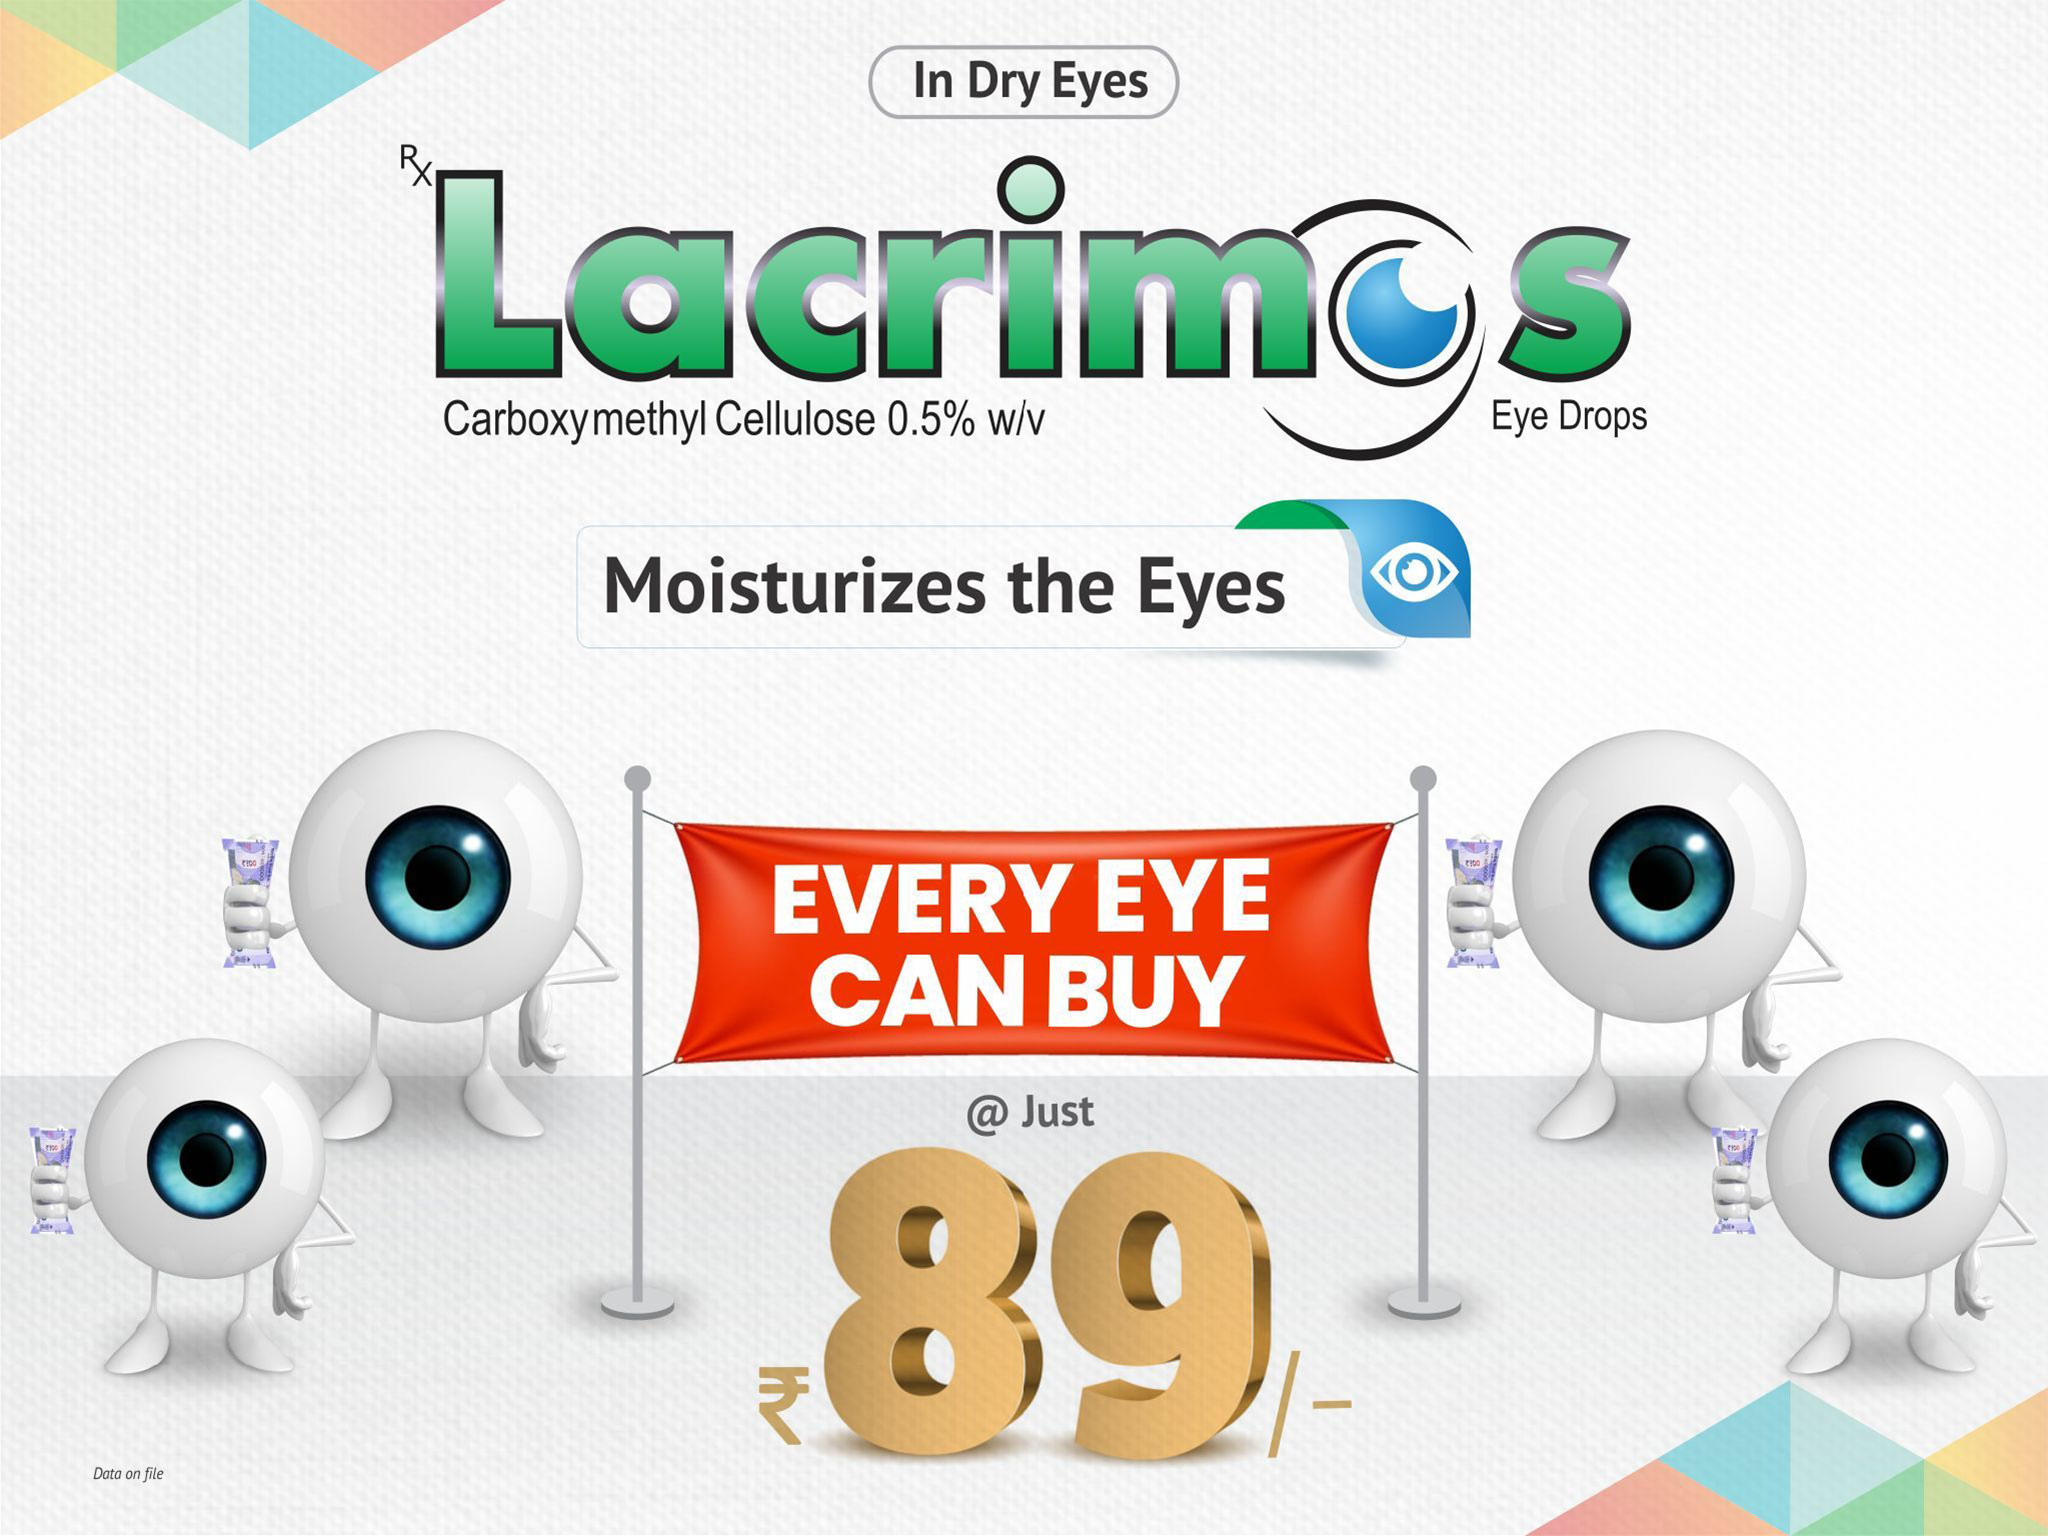 In Dry Eyes
Rx
Lacrimos
Carboxymethyl Cellulose 0.5% w/v
Eye Drops
Moisturizes the Eyes
EVERY EYE
CAN BUY
@ Just
₹89/-
Data on file